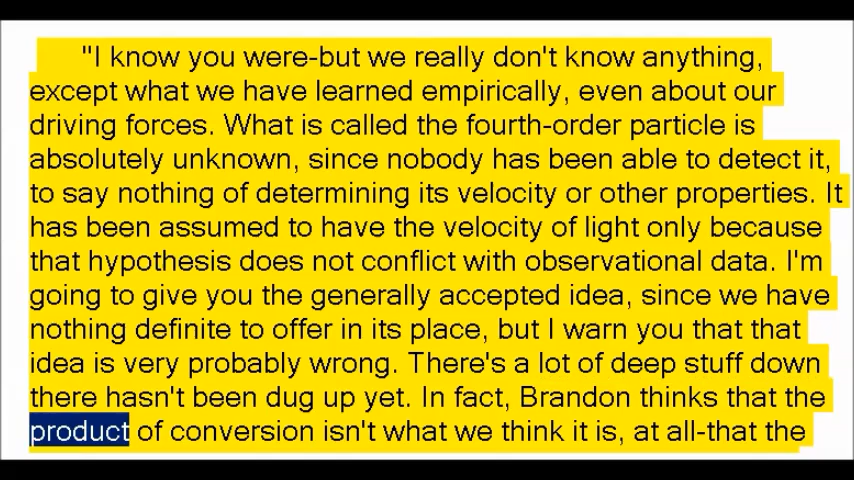 "I know you were-but we really don't know anything,
except what we have learned empirically, even about our
driving forces. What is called the fourth-order particle is
absolutely unknown, since nobody has been able to detect it,
to say nothing of determining its velocity or other properties. It
has been assumed to have the velocity of light only because
that hypothesis does not conflict with observational data. I'm
going to give you the generally accepted idea, since we have
nothing definite to offer in its place, but I warn you that that
idea is very probably wrong. There's a lot of deep stuff down
there hasn't been dug up yet. In fact, Brandon thinks that the
product of conversion isn't what we think it is, at all-that the